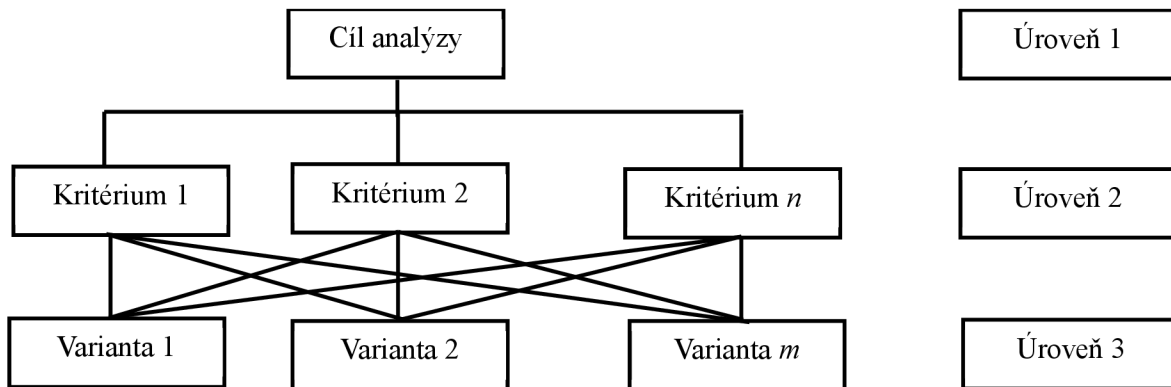 Cíl analýzy
Úroveň 1
Kritérium 1
Kritérium 2
Kritérium n
Úroveň 2
Varianta 1
Varianta 2
Varianta m
Úroveň 3